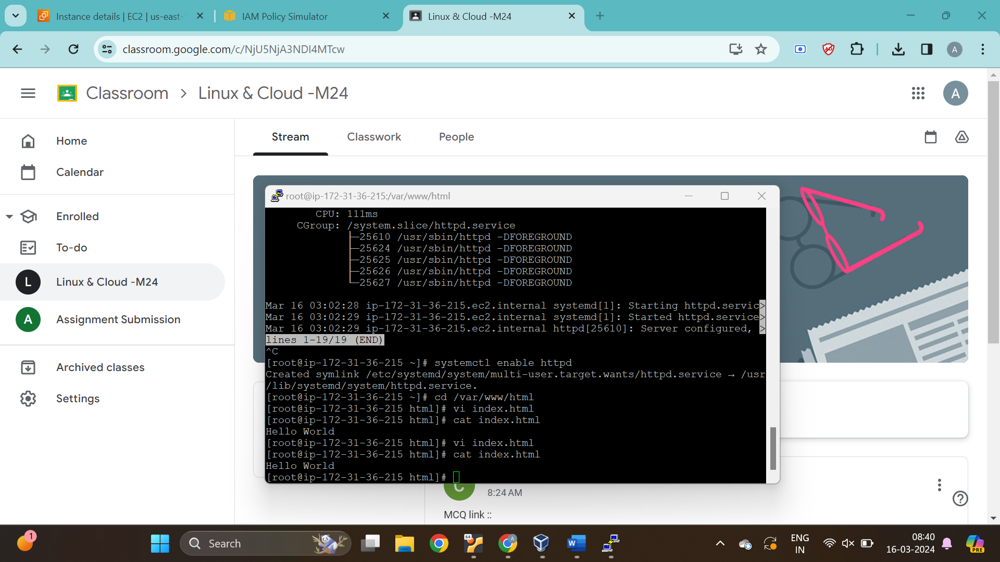 Instance details | EC2 | us-east-
IAM Policy Simulator
Linux & Cloud -M24
classroom.google.com/c/NjU5NjA3NDI4MTcw
A
Classroom > Linux & Cloud -M24
A
Home
Calendar
Enrolled
To-do
L Linux & Cloud -M24
A Assignment Submission
Archived classes
Settings
Stream Classwork People
root@ip-172-31-36-215:/var/www/html
CPU: 111ms
CGroup: /system.slice/httpd.service
├─25610 /usr/sbin/httpd -DFOREGROUND
├─25624 /usr/sbin/httpd -DFOREGROUND
├─25625 /usr/sbin/httpd -DFOREGROUND
├─25626 /usr/sbin/httpd -DFOREGROUND
└─25627 /usr/sbin/httpd -DFOREGROUND
Mar 16 03:02:28 ip-172-31-36-215.ec2.internal systemd[1]: Starting httpd.servic>
Mar 16 03:02:29 ip-172-31-36-215.ec2.internal systemd[1]: Started httpd.service>
Mar 16 03:02:29 ip-172-31-36-215.ec2.internal httpd[25610]: Server configured, >
lines 1-19/19 (END)
^C
[root@ip-172-31-36-215 ~]# systemctl enable httpd
Created symlink /etc/systemd/system/multi-user.target.wants/httpd.service → /usr
/lib/systemd/system/httpd.service.
[root@ip-172-31-36-215 ~]# cd /var/www/html
[root@ip-172-31-36-215 html]# vi index.html
[root@ip-172-31-36-215 html]# cat index.html
Hello World
[root@ip-172-31-36-215 html]# vi index.html
[root@ip-172-31-36-215 html]# cat index.html
Hello World
[root@ip-172-31-36-215 html]#
8:24 AM
MCQ link ::
1
Search
64
A
W
PRE
ENG
IN
08:40
16-03-2024